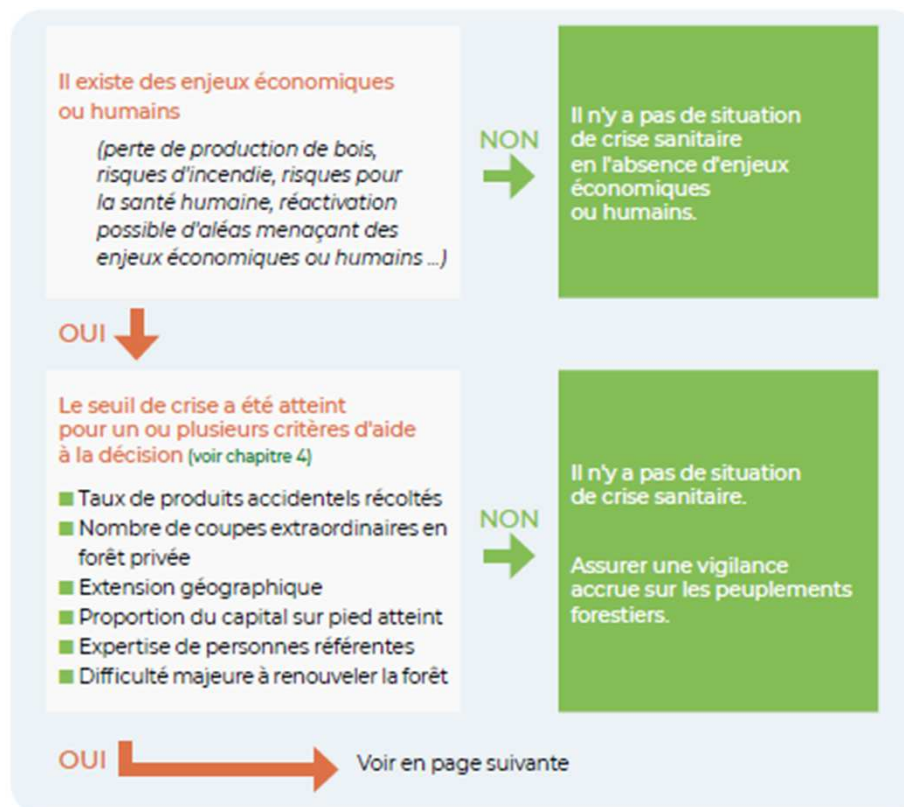 Il existe des enjeux économiques
ou humains
(perte de production de bois,
risques d'incendie, risques pour
la santé humaine, réactivation
possible d'aléas menaçant des
enjeux économiques ou humains ...)
NON
Il n'y a pas de situation
de crise sanitaire
en l'absence d'enjeux
économiques
ou humains.
OUI
Le seuil de crise a été atteint
pour un ou plusieurs critères d'aide
à la décision (voir chapitre 4)
Taux de produits accidentels récoltés
Nombre de coupes extraordinaires en
forêt privée
Extension géographique
Proportion du capital sur pied atteint
Expertise de personnes référentes
Difficulté majeure à renouveler la forêt
NON
Il n'y a pas de situation
de crise sanitaire.
Assurer une vigilance
accrue sur les peuplements
forestiers.
OUI
Voir en page suivante